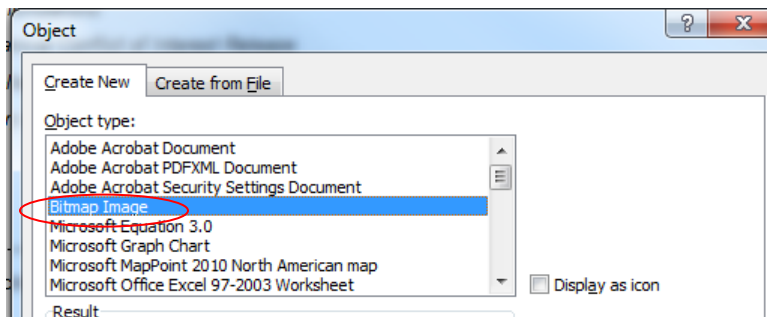 Object
Create New Create from File
Object type:
Adobe Acrobat Document
Adobe Acrobat PDFXML Document
Adobe Acrobat Security Settings Document
Bitmap Image
Microsoft Equation 3.0
Microsoft Graph Chart
Microsoft MapPoint 2010 North American map
Microsoft Office Excel 97-2003 Worksheet
Display as icon
Result